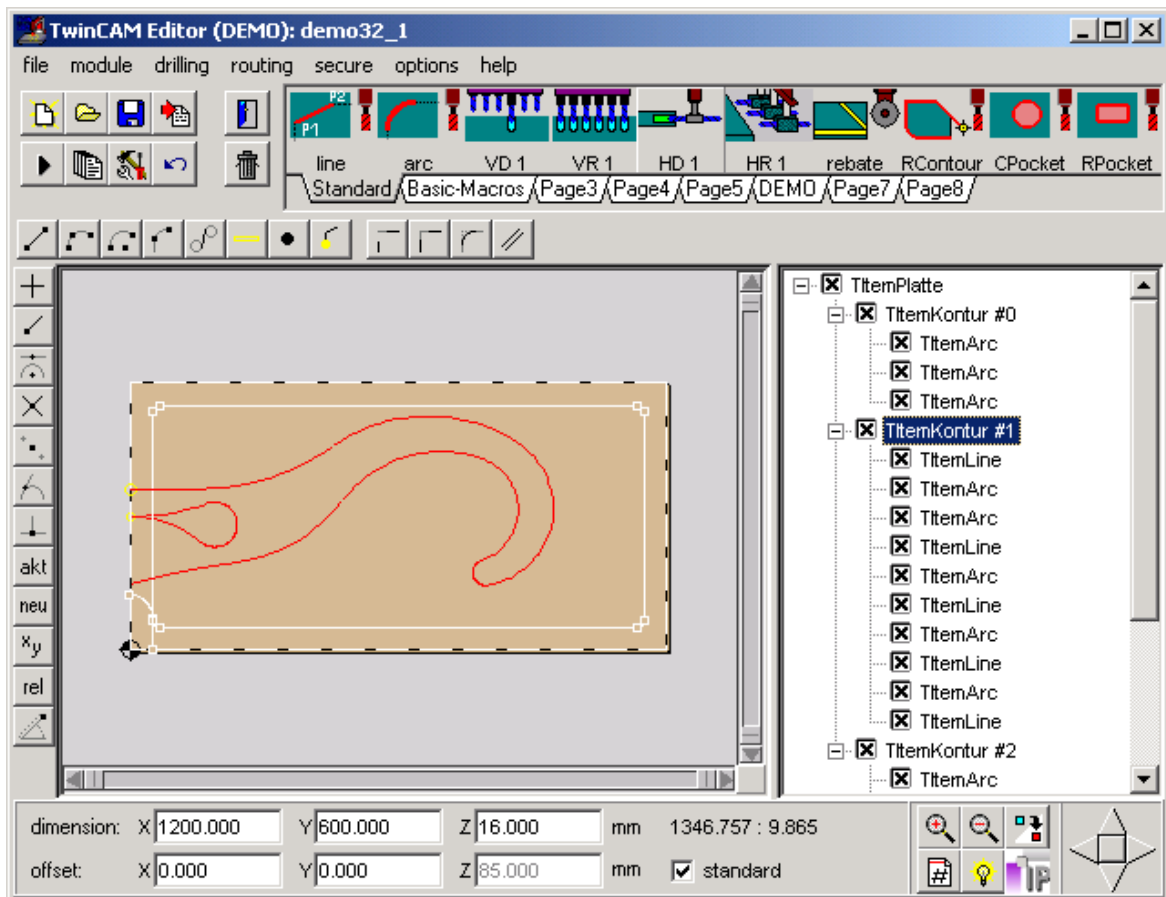 TwinCAM Editor (DEMO): demo32_1
file module drilling routing secure options help
P2
P1
line arc VD 1 VR 1 HD 1 HR 1 rebate RContour CPocket RPocket
Standard Basic-Macros Page3 Page4 Page5 DEMO Page7 Page8
TItemPlatte
TItemKontur #0
TItemArc
TItemArc
TItemArc
TItemKontur #1
TItemLine
TItemArc
TItemArc
TItemLine
TItemArc
TItemLine
TItemArc
TItemLine
TItemArc
TItemLine
TItemKontur #2
TItemArc
akt
neu
xy
rel
dimension: X 1200.000 Y 600.000 Z 16.000 mm 1346.757 : 9.865
offset: X 0.000 Y 0.000 Z 85.000 mm standard
#